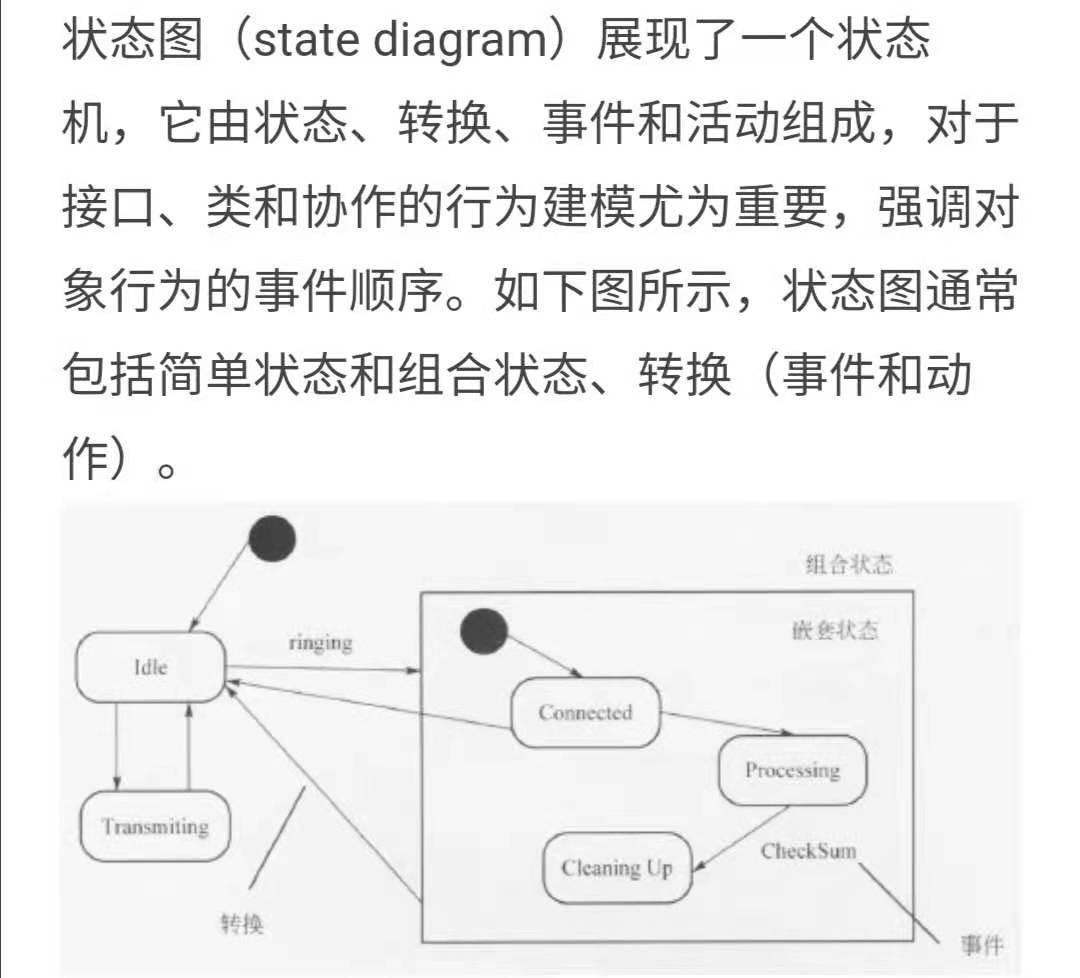 状态图（state diagram）展现了一个状态
机，它由状态、转换、事件和活动组成，对于
接口、类和协作的行为建模尤为重要，强调对
象行为的事件顺序。如下图所示，状态图通常
包括简单状态和组合状态、转换（事件和动
作）。
组合状态
嵌套状态
ringing
Idle
Connected
Processing
Transmiting
CheckSum
Cleaning Up
转换
事件